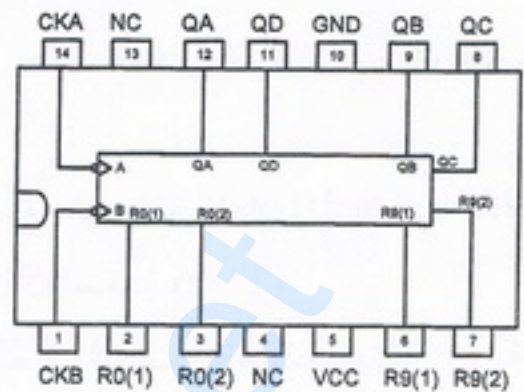 CKA NC QA QD GND QB QC
14 13 12 11 10 9 8
A QA QD QB QC
B R0(1) R0(2) R9(1) R9(2)
1 2 3 4 5 6 7
CKB R0(1) R0(2) NC VCC R9(1) R9(2)
at